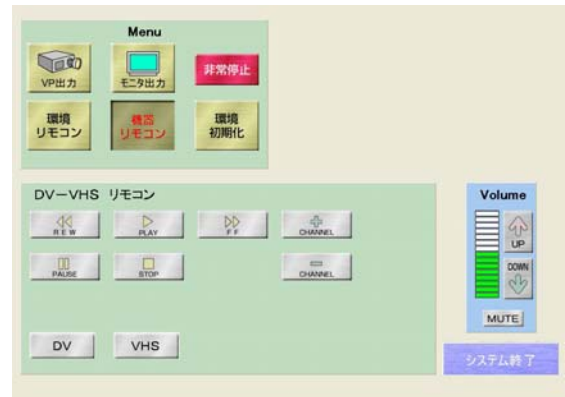 Menu
VP出力
モニタ出力
非常停止
環境
リモコン
機器
リモコン
環境
初期化
DV-VHS リモコン
REW
PLAY
FF
CHANNEL
PAUSE
STOP
CHANNEL
DV
VHS
Volume
UP
DOWN
MUTE
システム終了